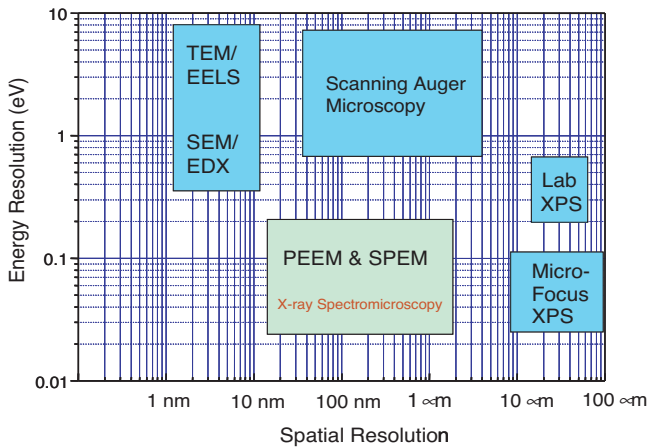 10
1
0.1
0.01
Energy Resolution (eV)
TEM/
EELS
SEM/
EDX
Scanning Auger
Microscopy
Lab
XPS
PEEM & SPEM
X-ray Spectromicroscopy
Micro-
Focus
XPS
1 nm
10 nm
100 nm
1 ∝m
10 ∝m
100 ∝m
Spatial Resolution